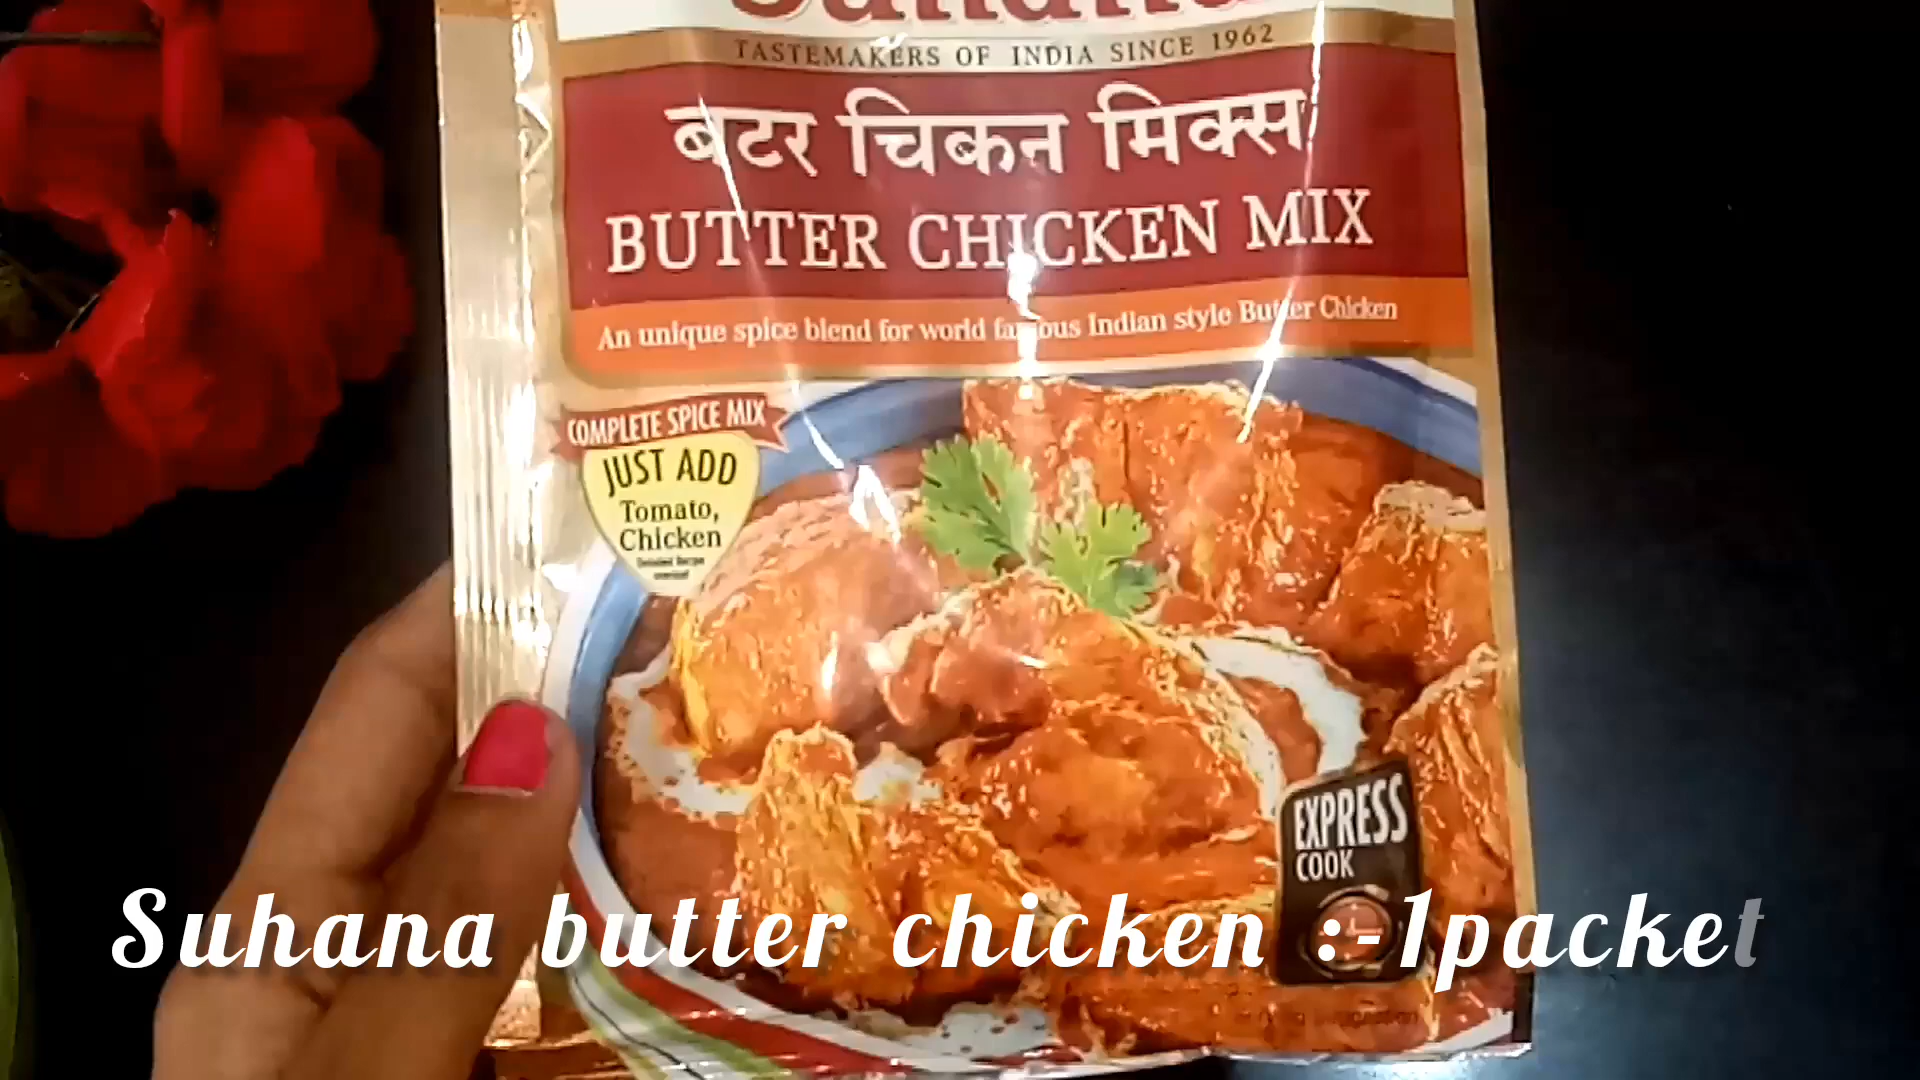 TASTEMAKERS OF INDIA SINCE 1962
बटर चिकन मिक्स
BUTTER CHICKEN MIX
An unique spice blend for world famous Indian style Butter Chicken
COMPLETE SPICE MIX
JUST ADD
Tomato,
Chicken
EXPRESS
COOK
Suhana butter chicken :-1packet